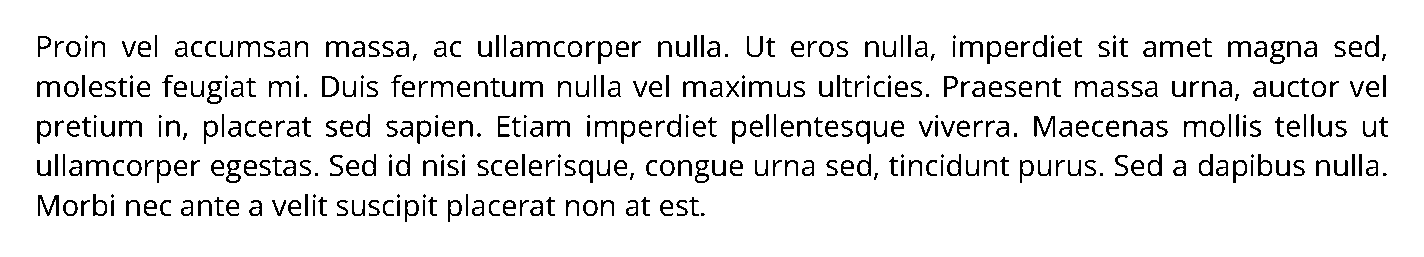 Proin vel accumsan massa, ac ullamcorper nulla. Ut eros nulla, imperdiet sit amet magna sed,
molestie feugiat mi. Duis fermentum nulla vel maximus ultricies. Praesent massa urna, auctor vel
pretium in, placerat sed sapien. Etiam imperdiet pellentesque viverra. Maecenas mollis tellus ut
ullamcorper egestas. Sed id nisi scelerisque, congue urna sed, tincidunt purus. Sed a dapibus nulla.
Morbi nec ante a velit suscipit placerat non at est.